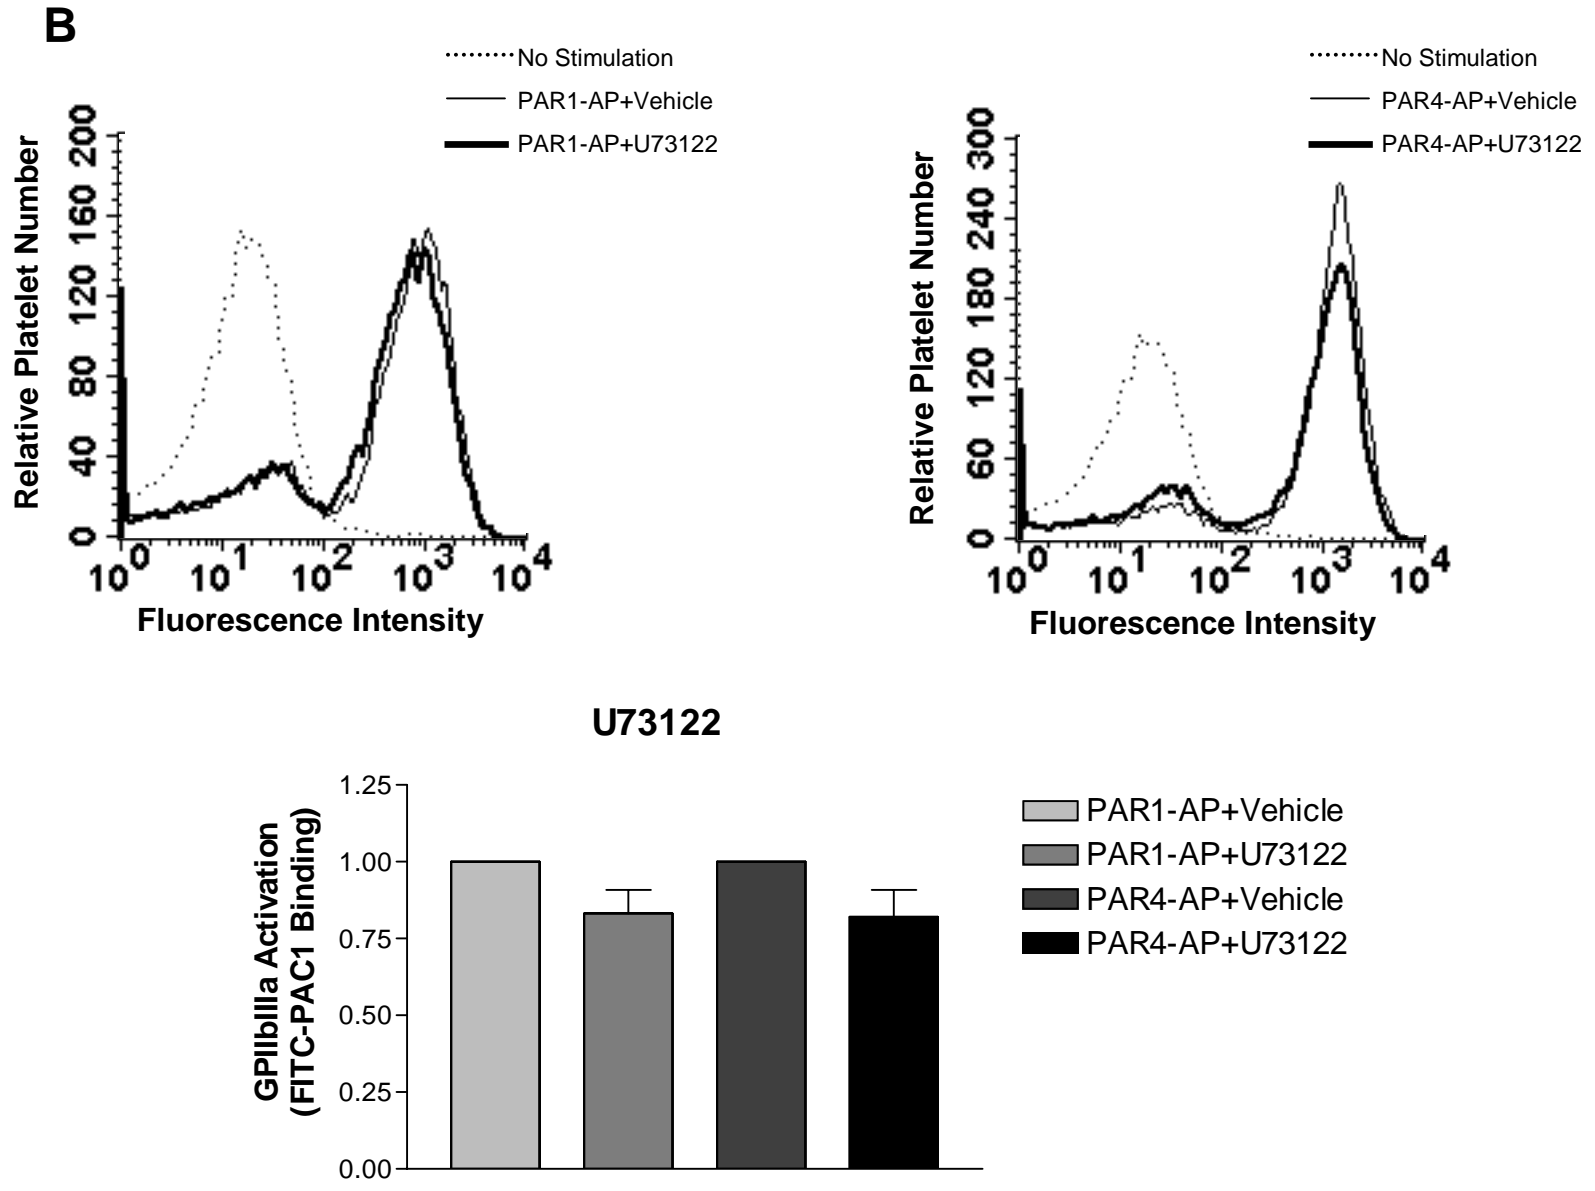 B
No Stimulation
PAR1-AP+Vehicle
PAR1-AP+U73122
Relative Platelet Number
200
160
120
80
40
0
10^0 10^1 10^2 10^3 10^4
Fluorescence Intensity
No Stimulation
PAR4-AP+Vehicle
PAR4-AP+U73122
Relative Platelet Number
300
240
180
120
60
0
10^0 10^1 10^2 10^3 10^4
Fluorescence Intensity
U73122
GPIIbIIIa Activation
(FITC-PAC1 Binding)
1.25
1.00
0.75
0.50
0.25
0.00
PAR1-AP+Vehicle
PAR1-AP+U73122
PAR4-AP+Vehicle
PAR4-AP+U73122